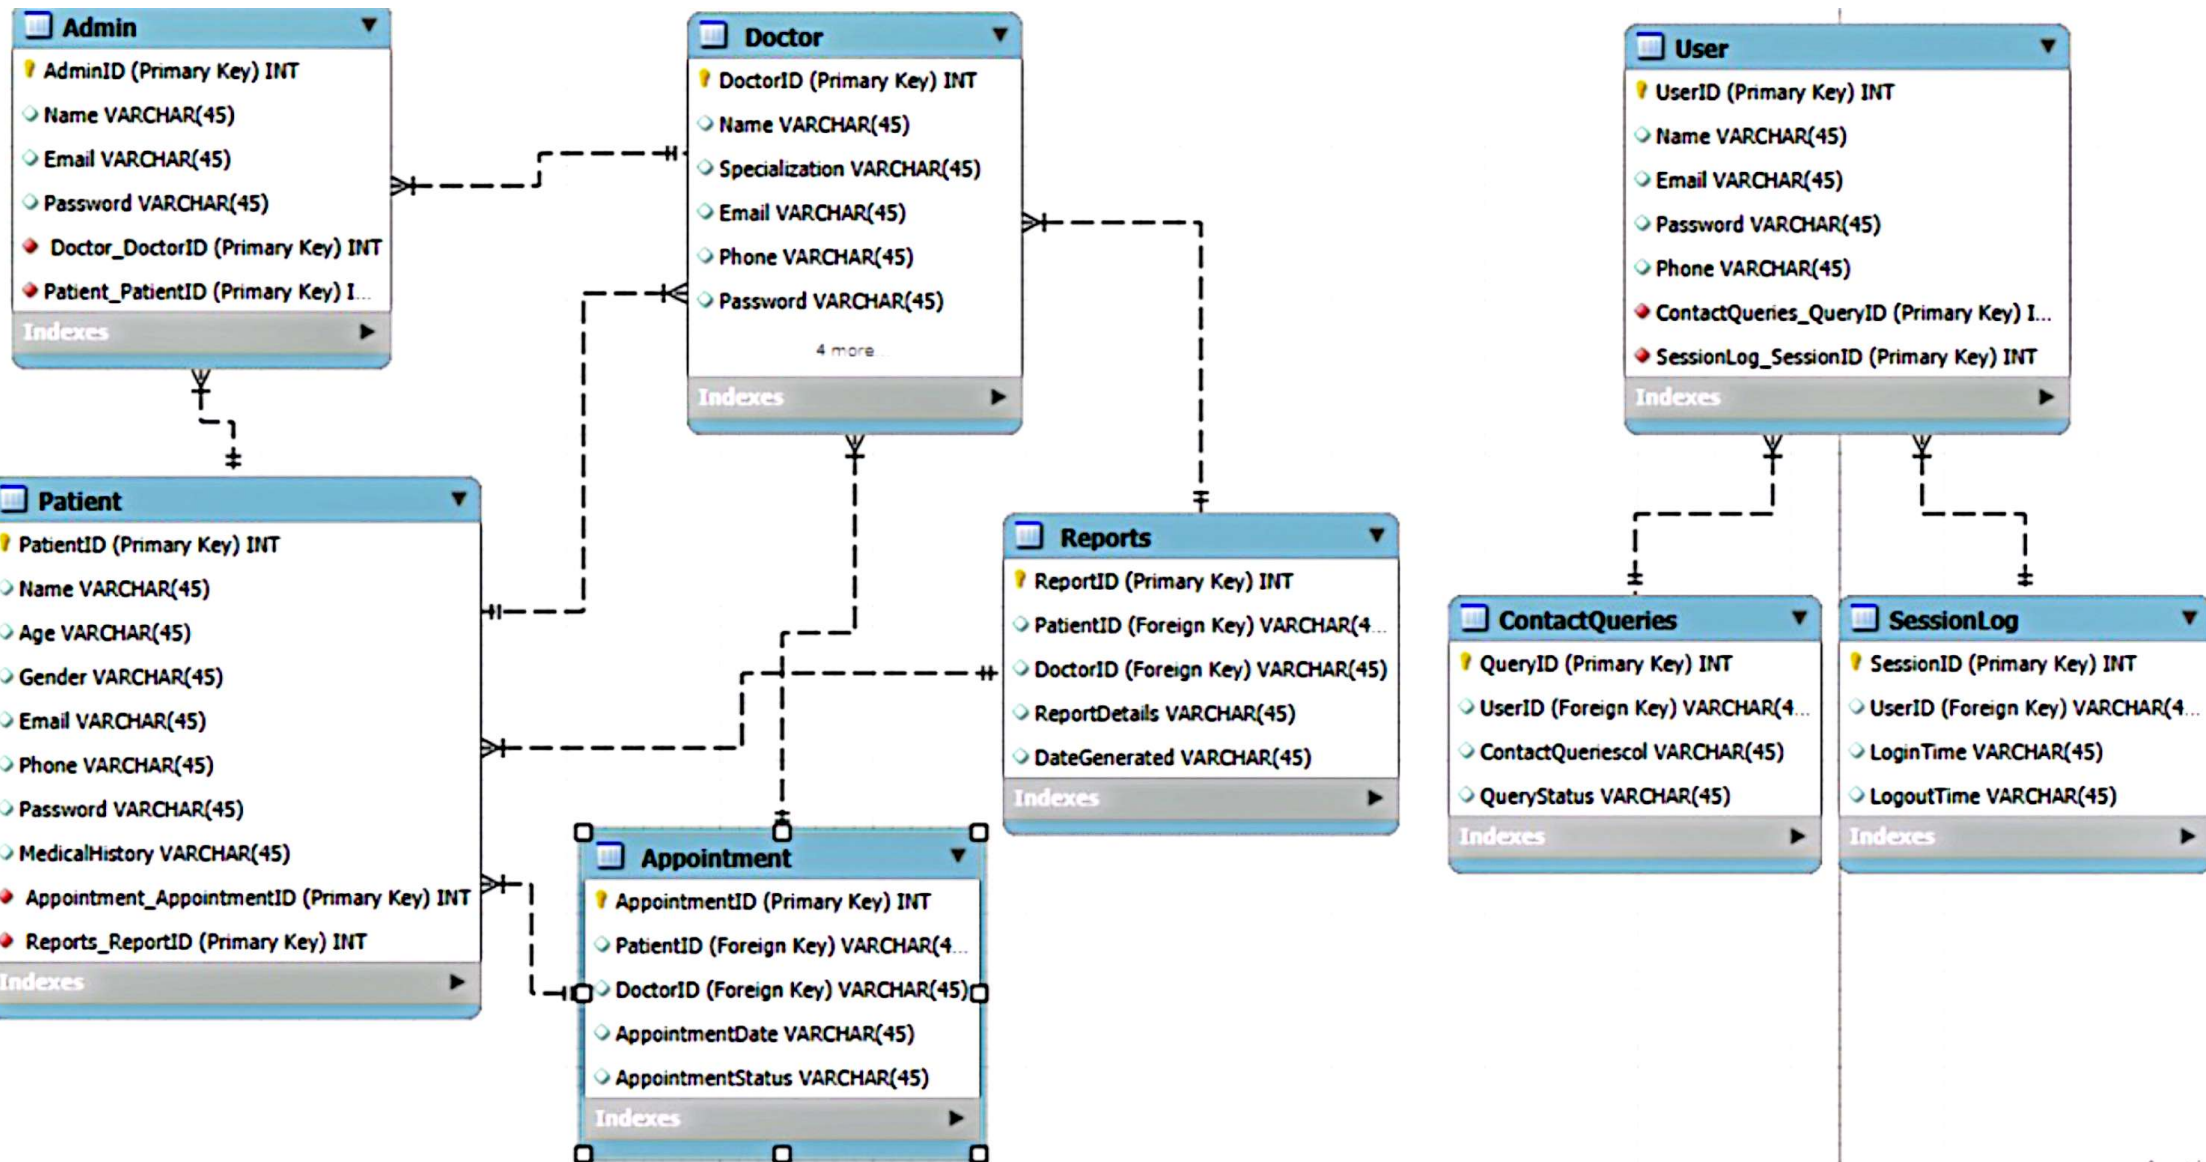 Admin
AdminID (Primary Key) INT
Name VARCHAR(45)
Email VARCHAR(45)
Password VARCHAR(45)
Doctor_DoctorID (Primary Key) INT
Patient_PatientID (Primary Key) I...
Indexes
Doctor
DoctorID (Primary Key) INT
Name VARCHAR(45)
Specialization VARCHAR(45)
Email VARCHAR(45)
Phone VARCHAR(45)
Password VARCHAR(45)
4 more...
Indexes
User
UserID (Primary Key) INT
Name VARCHAR(45)
Email VARCHAR(45)
Password VARCHAR(45)
Phone VARCHAR(45)
ContactQueries_QueryID (Primary Key) I...
SessionLog_SessionID (Primary Key) INT
Indexes
Patient
PatientID (Primary Key) INT
Name VARCHAR(45)
Age VARCHAR(45)
Gender VARCHAR(45)
Email VARCHAR(45)
Phone VARCHAR(45)
Password VARCHAR(45)
MedicalHistory VARCHAR(45)
Appointment_AppointmentID (Primary Key) INT
Reports_ReportID (Primary Key) INT
Indexes
Reports
ReportID (Primary Key) INT
PatientID (Foreign Key) VARCHAR(4...
DoctorID (Foreign Key) VARCHAR(45)
ReportDetails VARCHAR(45)
DateGenerated VARCHAR(45)
Indexes
ContactQueries
QueryID (Primary Key) INT
UserID (Foreign Key) VARCHAR(4...
ContactQueriescol VARCHAR(45)
QueryStatus VARCHAR(45)
Indexes
SessionLog
SessionID (Primary Key) INT
UserID (Foreign Key) VARCHAR(4...
LoginTime VARCHAR(45)
LogoutTime VARCHAR(45)
Indexes
Appointment
AppointmentID (Primary Key) INT
PatientID (Foreign Key) VARCHAR(4...
DoctorID (Foreign Key) VARCHAR(45)
AppointmentDate VARCHAR(45)
AppointmentStatus VARCHAR(45)
Indexes